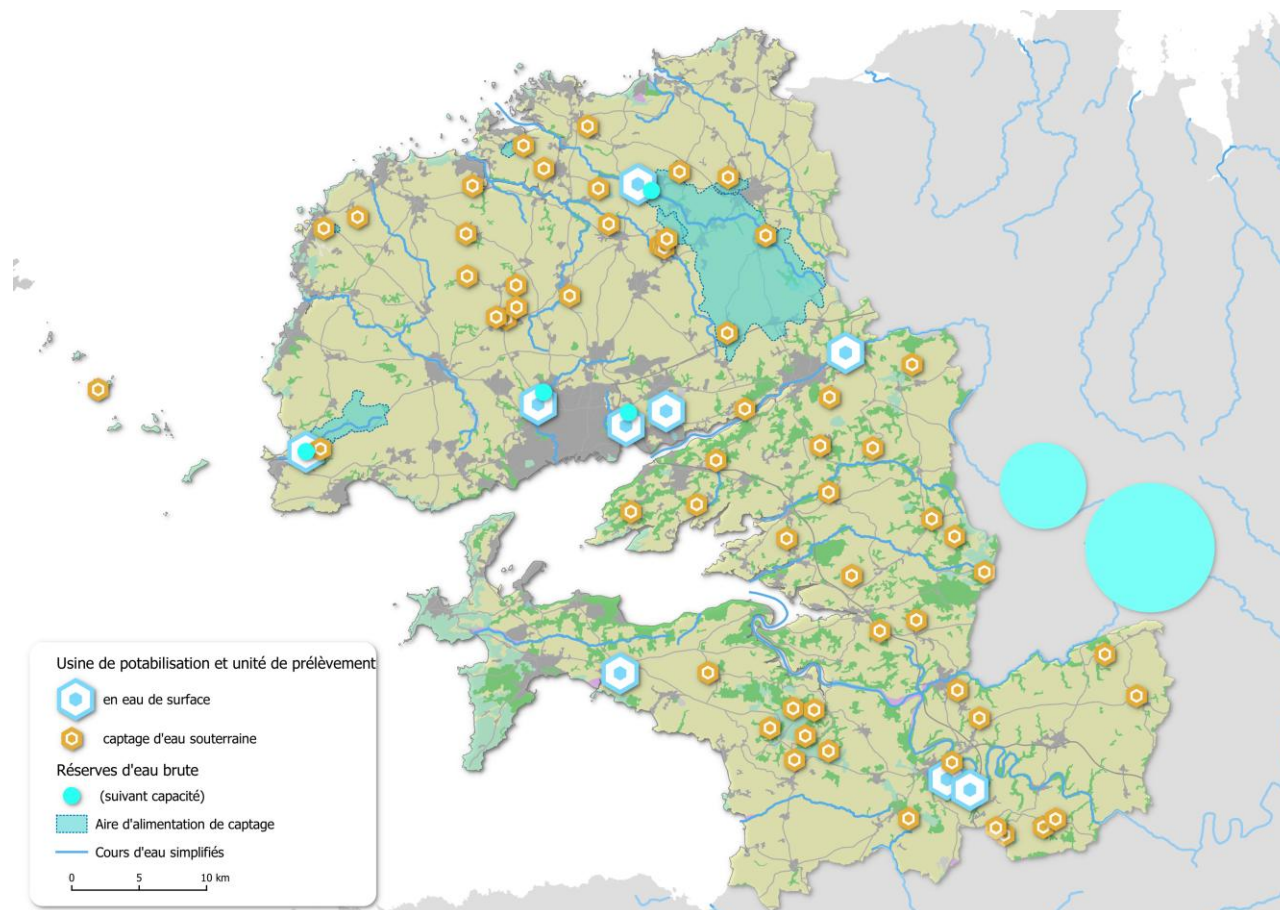 Usine de potabilisation et unité de prélèvement
en eau de surface
captage d'eau souterraine
Réserves d'eau brute
(suivant capacité)
Aire d'alimentation de captage
Cours d'eau simplifiés
0 5 10 km